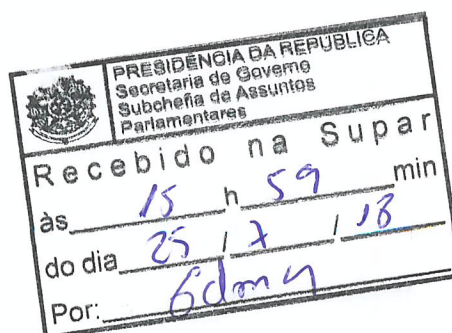 PRESIDÊNCIA DA REPÚBLICA
Secretaria de Governo
Subchefia de Assuntos
Parlamentares
Recebido na Supar
às 15 h 59 min
do dia 25 / 7 / 18
Por: